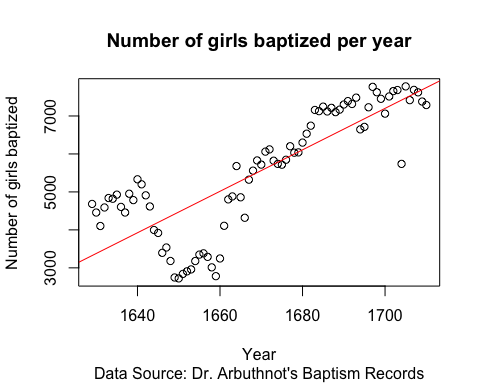 Number of girls baptized per year
Number of girls baptized
7000
5000
3000
1640 1660 1680 1700
Year
Data Source: Dr. Arbuthnot's Baptism Records